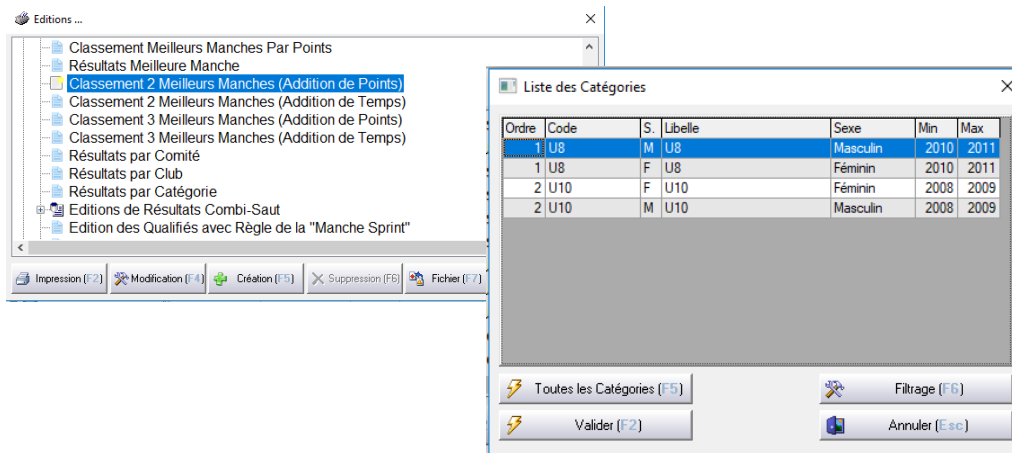 Editions ...
Classement Meilleurs Manches Par Points
Résultats Meilleure Manche
Classement 2 Meilleurs Manches (Addition de Points)
Classement 2 Meilleurs Manches (Addition de Temps)
Classement 3 Meilleurs Manches (Addition de Points)
Classement 3 Meilleurs Manches (Addition de Temps)
Résultats par Comité
Résultats par Club
Résultats par Catégorie
Editions de Résultats Combi-Saut
Edition des Qualifiés avec Règle de la "Manche Sprint"
Impression (F2) Modification (F4) Création (F5) Suppression (F6) Fichier (F7)
Liste des Catégories
Ordre Code S. Libelle Sexe Min Max
1 U8 M U8 Masculin 2010 2011
1 U8 F U8 Féminin 2010 2011
2 U10 F U10 Féminin 2008 2009
2 U10 M U10 Masculin 2008 2009
Toutes les Catégories (F5) Filtrage (F6)
Valider (F2) Annuler (Esc)